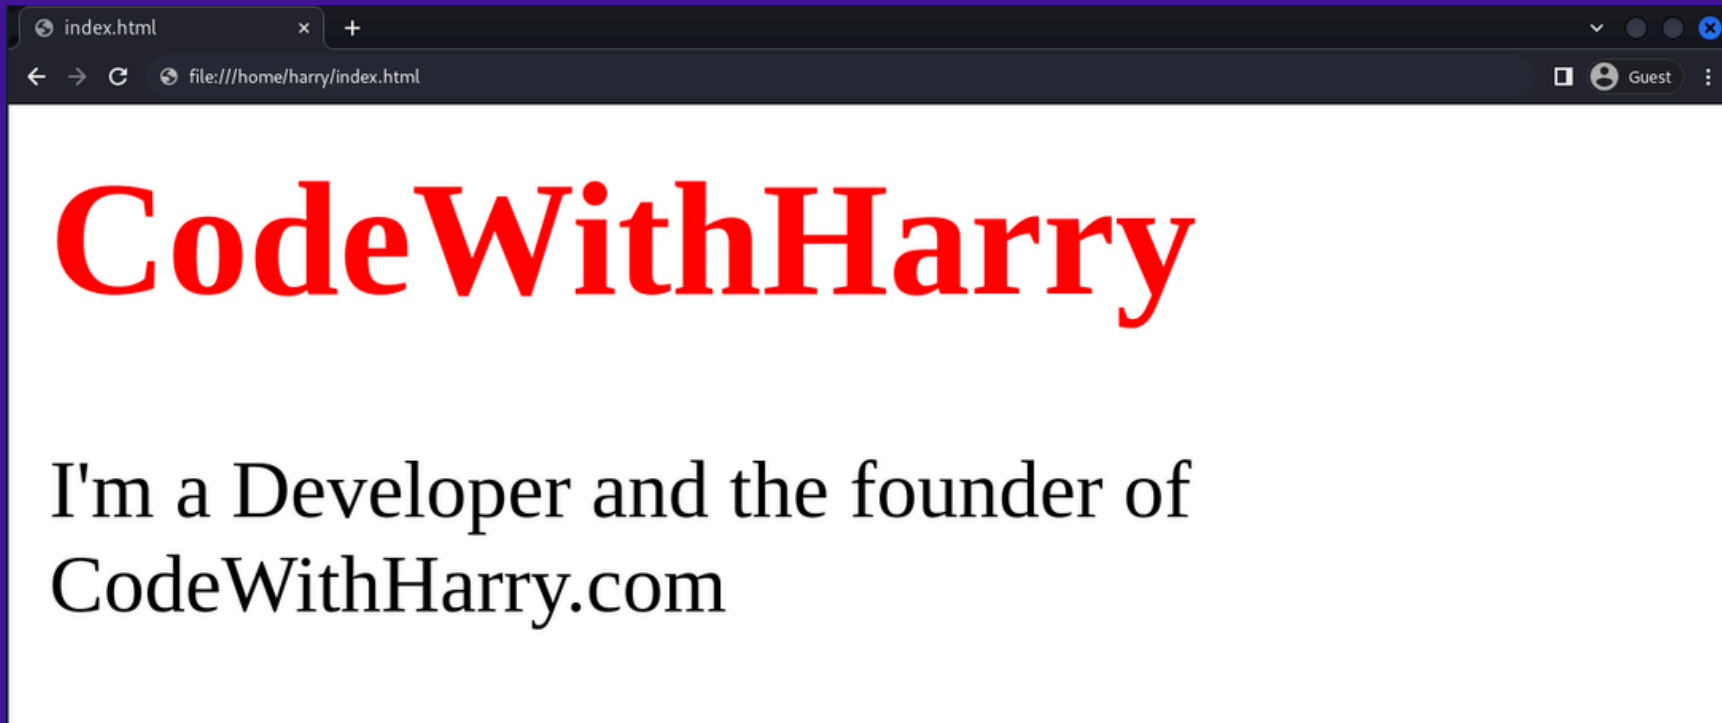 index.html
file:///home/harry/index.html
Guest
CodeWithHarry
I'm a Developer and the founder of
CodeWithHarry.com